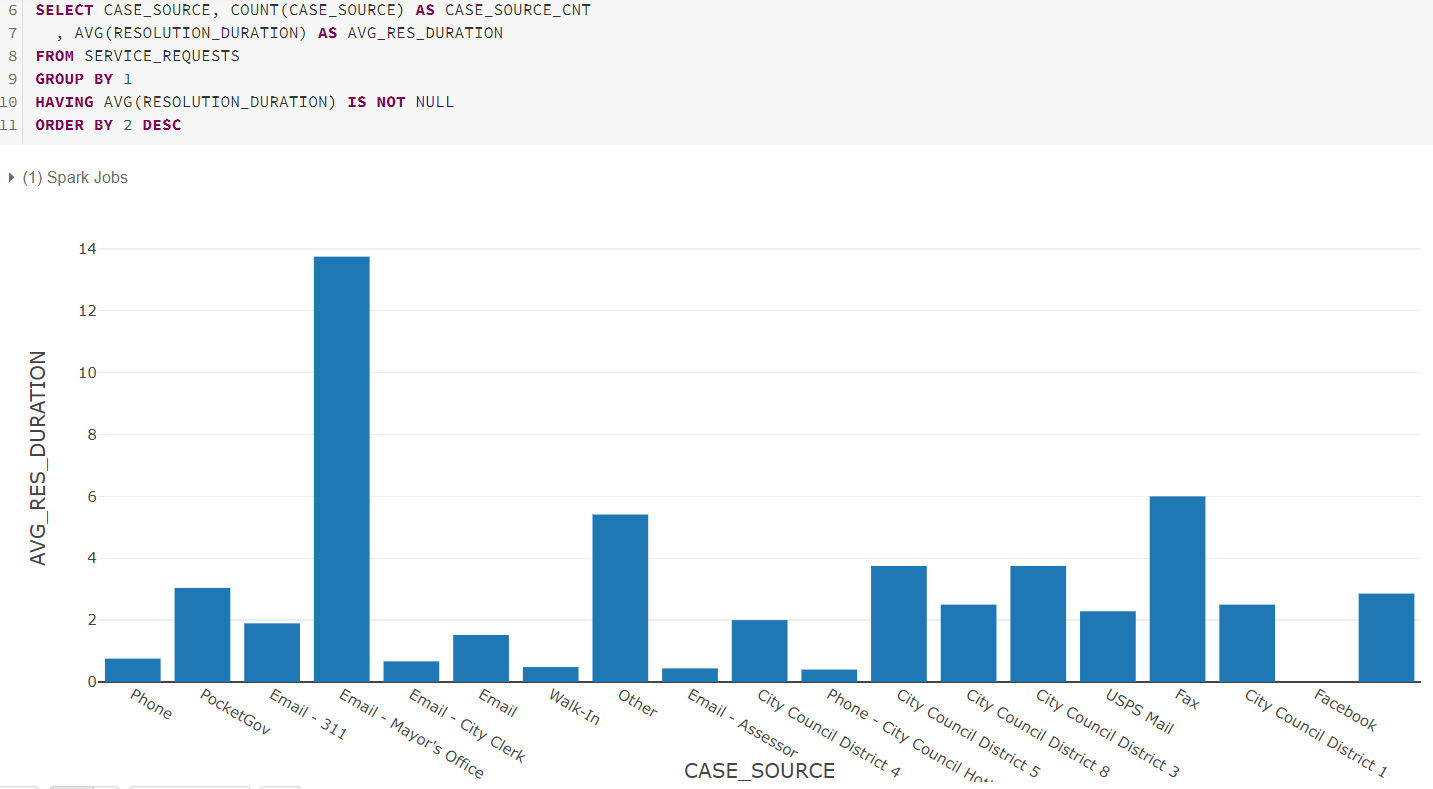 6 SELECT CASE_SOURCE, COUNT(CASE_SOURCE) AS CASE_SOURCE_CNT
7 , AVG(RESOLUTION_DURATION) AS AVG_RES_DURATION
8 FROM SERVICE_REQUESTS
9 GROUP BY 1
10 HAVING AVG(RESOLUTION_DURATION) IS NOT NULL
11 ORDER BY 2 DESC
(1) Spark Jobs
14
12
10
8
6
4
2
0
AVG_RES_DURATION
Phone
PocketGov
Email - 311
Email - Mayor's Office
Email - City Clerk
Email
Walk-In
Other
Email - Assessor
City Council District 4
Phone - City Council
City Council District 5
City Council District 8
City Council District 3
USPS Mail
Fax
City Council District 1
Facebook
CASE_SOURCE